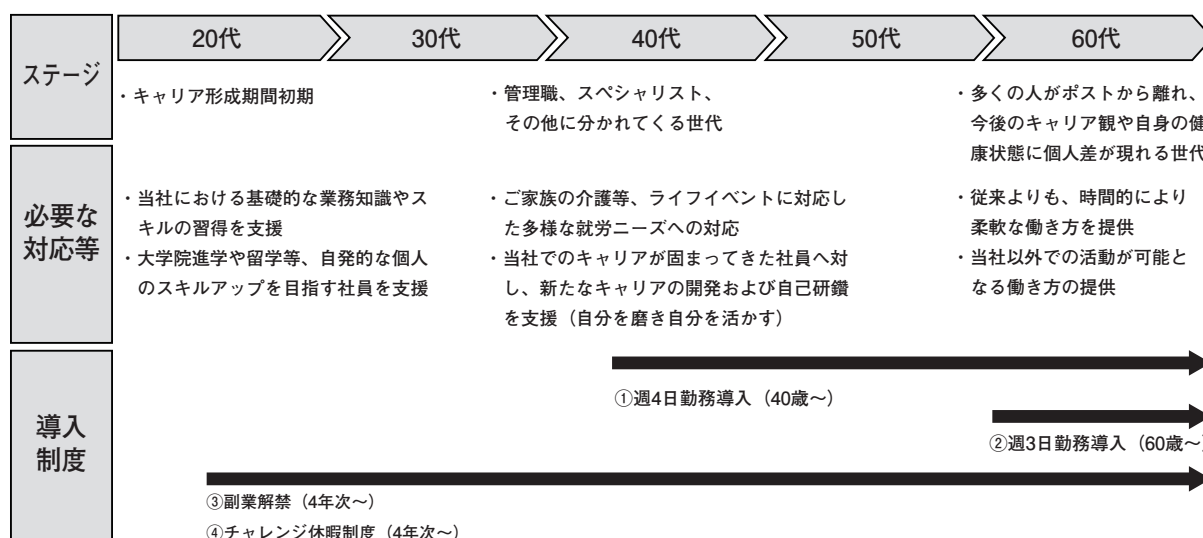 ステージ
20代
30代
40代
50代
60代
・キャリア形成期間初期
・管理職、スペシャリスト、
その他に分かれてくる世代
・多くの人がポストから離れ、
今後のキャリア観や自身の健
康状態に個人差が現れる世代
必要な
対応等
・当社における基礎的な業務知識やス
キルの習得を支援
・大学院進学や留学等、自発的な個人
のスキルアップを目指す社員を支援
・ご家族の介護等、ライフイベントに対応し
た多様な就労ニーズへの対応
・当社でのキャリアが固まってきた社員へ対
し、新たなキャリアの開発および自己研鑽
を支援（自分を磨き自分を活かす）
・従来よりも、時間的により
柔軟な働き方を提供
・当社以外での活動が可能と
なる働き方の提供
導入
制度
①週4日勤務導入（40歳～）
②週3日勤務導入（60歳～）
③副業解禁（4年次～）
④チャレンジ休暇制度（4年次～）